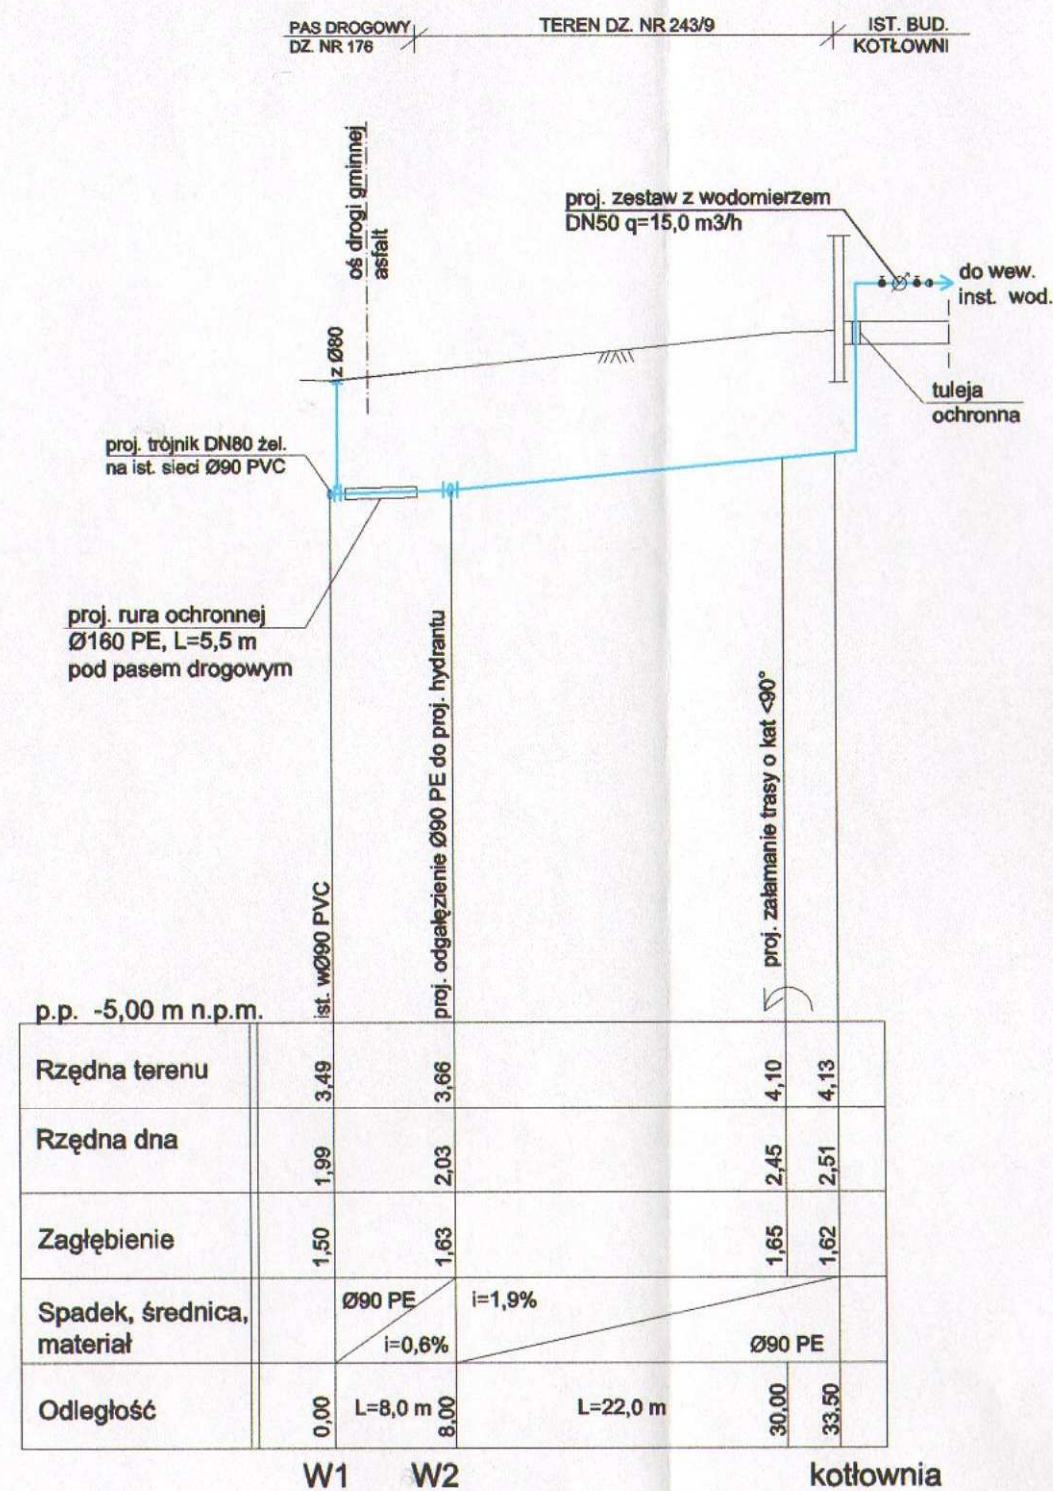 PAS DROGOWY
DZ. NR 176
TEREN DZ. NR 243/9
IST. BUD.
KOTŁOWNI
oś drogi gminnej
asfalt
proj. zestaw z wodomierzem
DN50 q=15,0 m3/h
do wew.
inst. wod.
z Ø80
tuleja
ochronna
proj. trójnik DN80 żel.
na ist. sieci Ø90 PVC
proj. rura ochronnej
Ø160 PE, L=5,5 m
pod pasem drogowym
ist. wØ90 PVC
proj. odgałęzienie Ø90 PE do proj. hydrantu
proj. załamanie trasy o kat <90°
p.p. -5,00 m n.p.m.
Rzędna terenu 3,49 3,66 4,10 4,13
Rzędna dna 1,99 2,03 2,45 2,51
Zagłębienie 1,50 1,63 1,65 1,62
Spadek, średnica,
materiał
Ø90 PE i=1,9%
i=0,6% Ø90 PE
Odległość 0,00 L=8,0 m 8,00 L=22,0 m 30,00 33,50
W1 W2 kotłownia